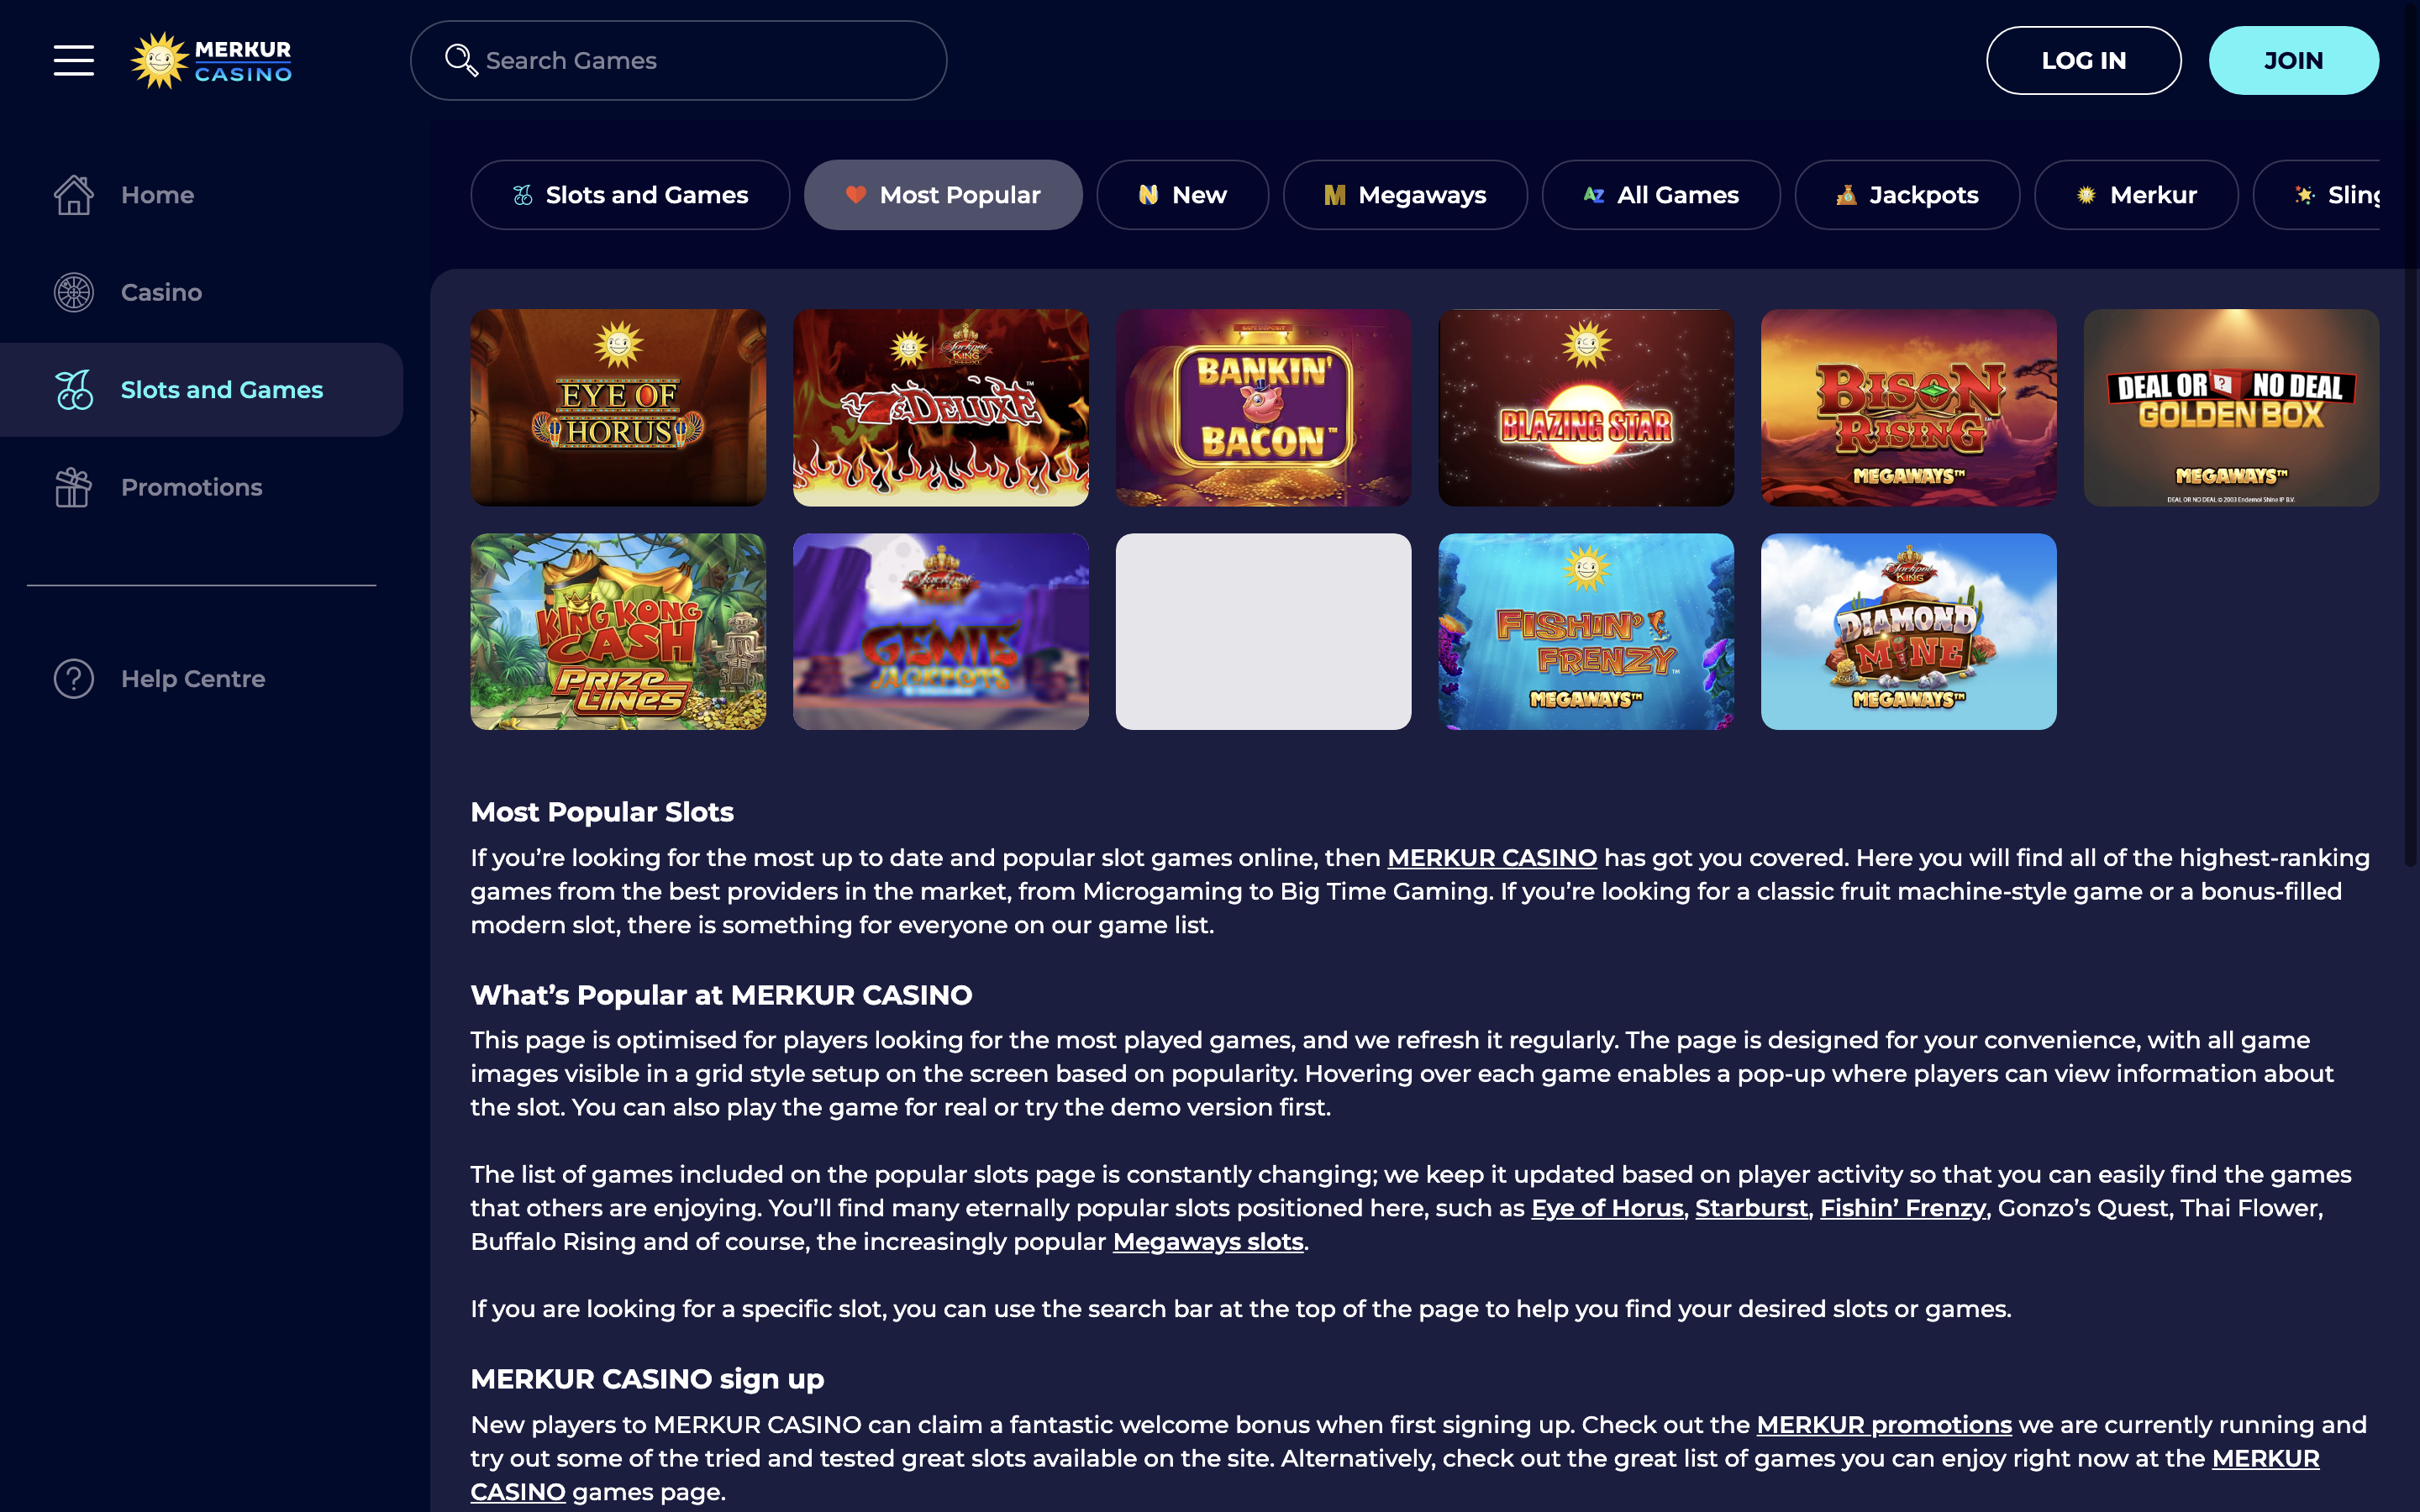 MERKUR
CASINO
Search Games
LOG IN
JOIN
Home
Casino
Slots and Games
Promotions
Help Centre
Slots and Games
Most Popular
New
Megaways
All Games
Jackpots
Merkur
Sling
EYE OF
HORUS
Jackpot
KING
7's DELUXE™
BANKIN'
BACON™
BLAZING STAR
BISON
RISING
MEGAWAYS™
DEAL OR NO DEAL
GOLDEN BOX
MEGAWAYS™
DEAL OR NO DEAL © 2003 Endemol Shine IP B.V.
KING KONG
CASH
PRIZE
LINES
Jackpot
KING
GENIE
JACKPOTS
FISHIN'
FRENZY™
MEGAWAYS™
Jackpot
KING
DIAMOND
MINE
MEGAWAYS™
Most Popular Slots
If you’re looking for the most up to date and popular slot games online, then MERKUR CASINO has got you covered. Here you will find all of the highest-ranking
games from the best providers in the market, from Microgaming to Big Time Gaming. If you’re looking for a classic fruit machine-style game or a bonus-filled
modern slot, there is something for everyone on our game list.
What’s Popular at MERKUR CASINO
This page is optimised for players looking for the most played games, and we refresh it regularly. The page is designed for your convenience, with all game
images visible in a grid style setup on the screen based on popularity. Hovering over each game enables a pop-up where players can view information about
the slot. You can also play the game for real or try the demo version first.
The list of games included on the popular slots page is constantly changing; we keep it updated based on player activity so that you can easily find the games
that others are enjoying. You’ll find many eternally popular slots positioned here, such as Eye of Horus, Starburst, Fishin’ Frenzy, Gonzo’s Quest, Thai Flower,
Buffalo Rising and of course, the increasingly popular Megaways slots.
If you are looking for a specific slot, you can use the search bar at the top of the page to help you find your desired slots or games.
MERKUR CASINO sign up
New players to MERKUR CASINO can claim a fantastic welcome bonus when first signing up. Check out the MERKUR promotions we are currently running and
try out some of the tried and tested great slots available on the site. Alternatively, check out the great list of games you can enjoy right now at the MERKUR
CASINO games page.